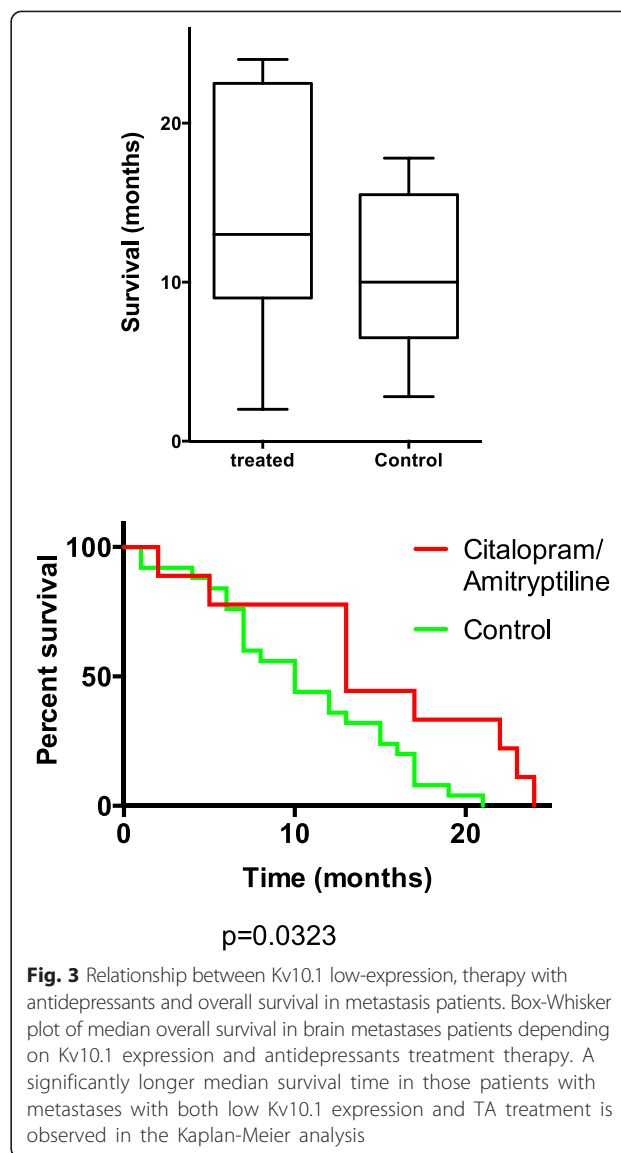 Survival (months)
20
10
0
treated Control
Percent survival
100
50
0
Citalopram/
Amitryptiline
Control
0 10 20
Time (months)
p=0.0323
Fig. 3 Relationship between Kv10.1 low-expression, therapy with
antidepressants and overall survival in metastasis patients. Box-Whisker
plot of median overall survival in brain metastases patients depending
on Kv10.1 expression and antidepressants treatment therapy. A
significantly longer median survival time in those patients with
metastases with both low Kv10.1 expression and TA treatment is
observed in the Kaplan-Meier analysis